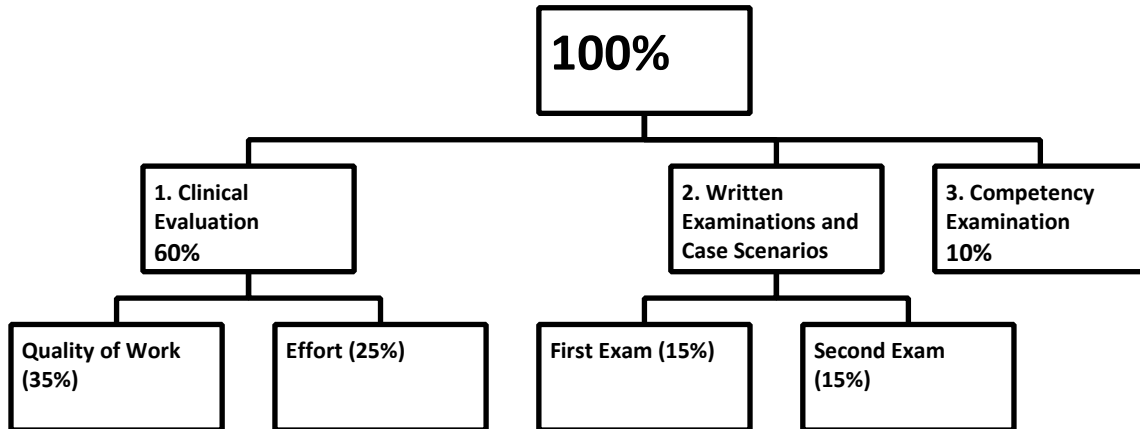 100%
1. Clinical
Evaluation
60%
2. Written
Examinations and
Case Scenarios
3. Competency
Examination
10%
Quality of Work
(35%)
Effort (25%)
First Exam (15%)
Second Exam
(15%)